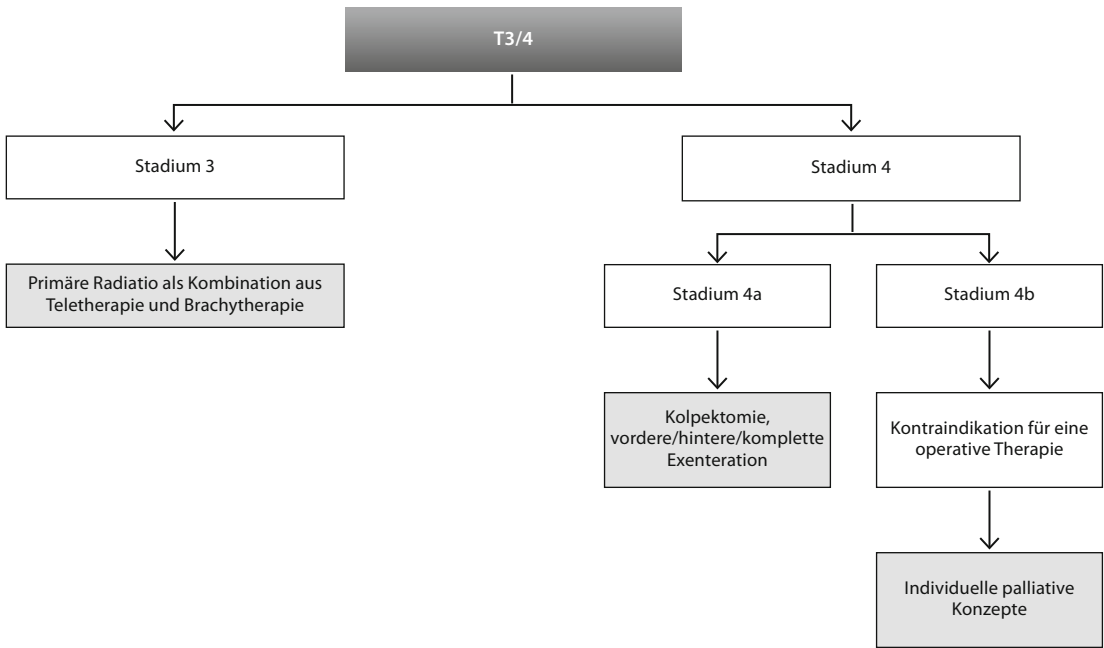 T3/4
Stadium 3
Stadium 4
Primäre Radiatio als Kombination aus
Teletherapie und Brachytherapie
Stadium 4a
Stadium 4b
Kolpektomie,
vordere/hintere/komplette
Exenteration
Kontraindikation für eine
operative Therapie
Individuelle palliative
Konzepte